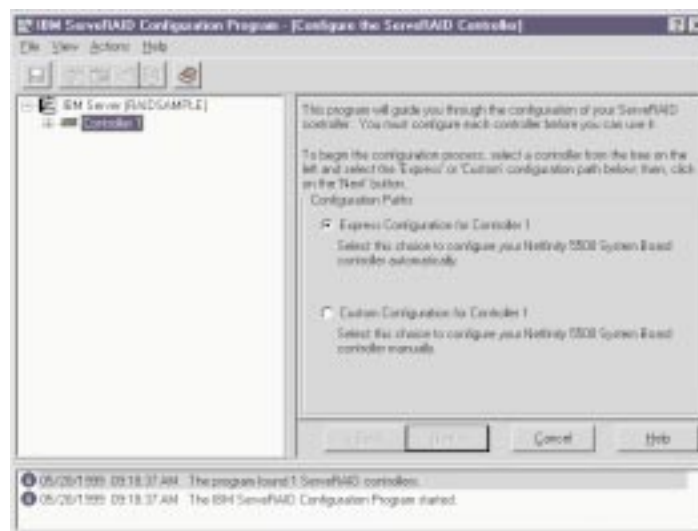 IBM ServeRAID Configuration Program - [Configure the ServeRAID Controller]
File View Actions Help
IBM Server [RAIDSAMPLE]
Controller 1
This program will guide you through the configuration of your ServeRAID
controller. You must configure each controller before you can use it.
To begin the configuration process, select a controller from the tree on the
left and select the 'Express' or 'Custom' configuration path below; then, click
on the 'Next' button.
Configuration Paths
Express Configuration for Controller 1
Select this choice to configure your Netfinity 5500 System Board
controller automatically.
Custom Configuration for Controller 1
Select this choice to configure your Netfinity 5500 System Board
controller manually.
Cancel
Help
05/28/1999 09:18:37 AM The program found 1 ServeRAID controllers.
05/28/1999 09:18:37 AM The IBM ServeRAID Configuration Program started.